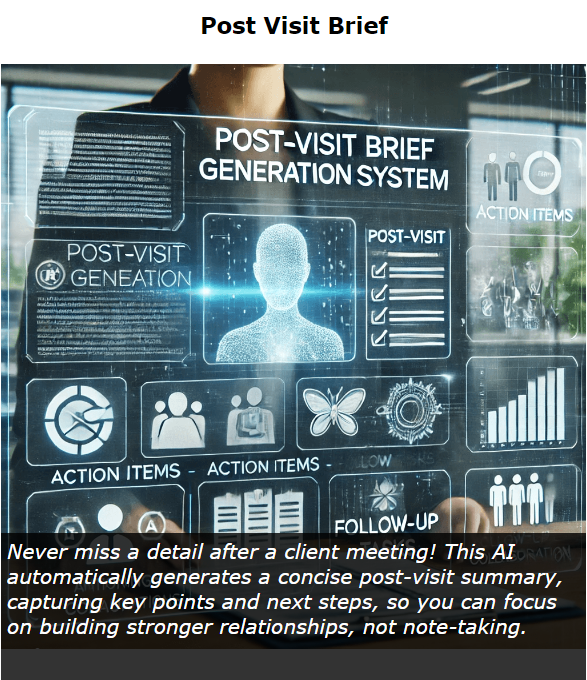 Post Visit Brief
POST-VISIT BRIEF
GENERATION SYSTEM
ACTION ITEMS
POST-VISIT
GENEATION
POST-VISIT
ACTION ITEMS - ACTION ITEMS -
FOLLOW-UP
Never miss a detail after a client meeting! This AI
automatically generates a concise post-visit summary,
capturing key points and next steps, so you can focus
on building stronger relationships, not note-taking.